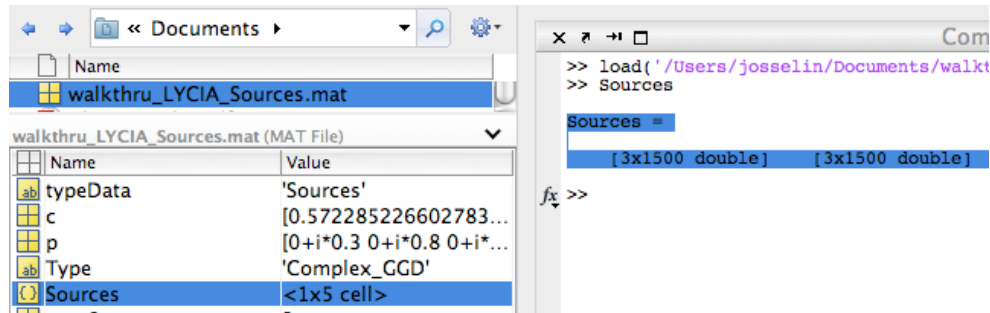 « Documents ▸
Name
walkthru_LYCIA_Sources.mat
walkthru_LYCIA_Sources.mat (MAT File)
Name Value
ab typeData 'Sources'
c [0.572285226602783...
p [0+i*0.3 0+i*0.8 0+i*...
ab Type 'Complex_GGD'
{} Sources <1x5 cell>
Com
>> load('/Users/josselin/Documents/walkt
>> Sources
Sources =
[3x1500 double] [3x1500 double]
fx >>